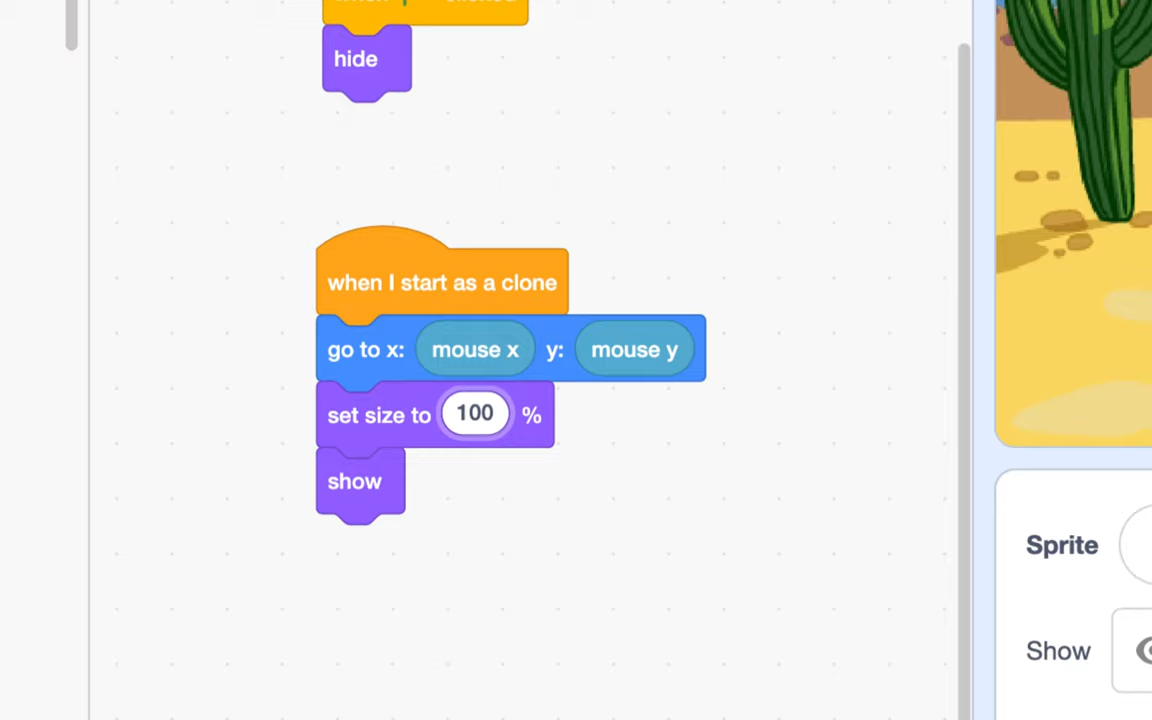 hide
when I start as a clone
go to x: mouse x y: mouse y
set size to 100 %
show
Sprite
Show